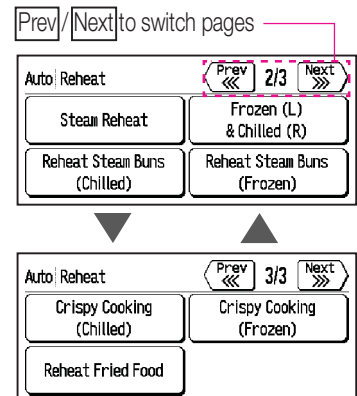 Prev / Next to switch pages
Auto Reheat
Prev 2/3 Next
Steam Reheat
Frozen (L)
& Chilled (R)
Reheat Steam Buns
(Chilled)
Reheat Steam Buns
(Frozen)
Auto Reheat
Prev 3/3 Next
Crispy Cooking
(Chilled)
Crispy Cooking
(Frozen)
Reheat Fried Food